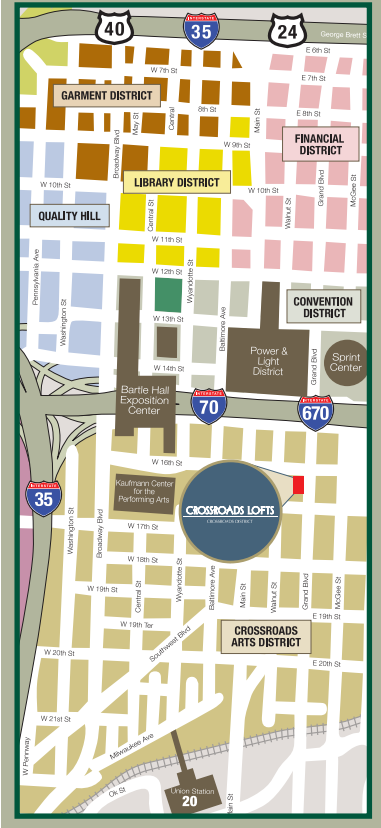 40
INTERSTATE
35
24
George Brett S
E 6th St
W 7th St
E 7th St
GARMENT DISTRICT
May St
Central
8th St
Main St
E 8th St
Broadway Blvd
W 9th St
FINANCIAL
DISTRICT
W 10th St
LIBRARY DISTRICT
W 10th St
Walnut St
Grand Blvd
McGee St
QUALITY HILL
Central St
W 11th St
Pennsylvania Ave
Washington St
W 12th St
Wyandotte St
Baltimore Ave
CONVENTION
DISTRICT
W 13th St
Power &
Light
District
Grand Blvd
Sprint
Center
W 14th St
Bartle Hall
Exposition
Center
INTERSTATE
70
INTERSTATE
670
W 16th St
INTERSTATE
35
Kaufmann Center
for the
Performing Arts
CROSSROADS LOFTS
CROSSROADS DISTRICT
Washington St
Broadway Blvd
W 17th St
W 18th St
W 19th St
Central St
Wyandotte St
Baltimore Ave
Main St
Walnut St
Grand Blvd
McGee St
E 19th St
W 19th Ter
Southwest Blvd
CROSSROADS
ARTS DISTRICT
W 20th St
E 20th St
W 21st St
W Pennway
Milwaukee Ave
Ok St
Union Station
20
ain St